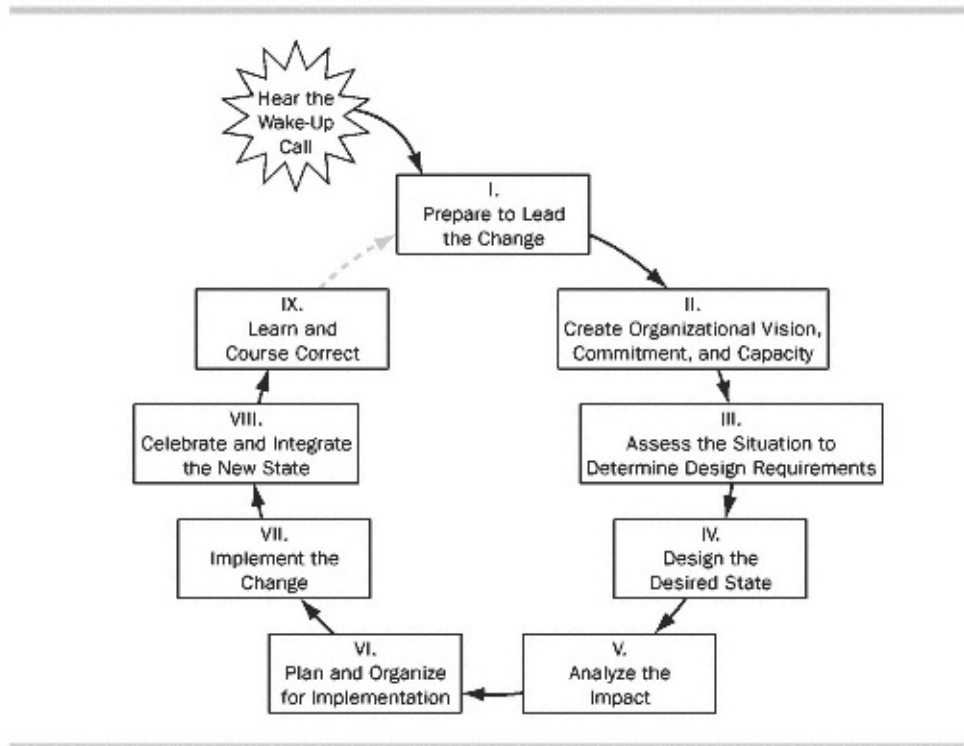 Hear the
Wake-Up
Call
I.
Prepare to Lead
the Change
II.
Create Organizational Vision,
Commitment, and Capacity
III.
Assess the Situation to
Determine Design Requirements
IV.
Design the
Desired State
V.
Analyze the
Impact
VI.
Plan and Organize
for Implementation
VII.
Implement the
Change
VIII.
Celebrate and Integrate
the New State
IX.
Learn and
Course Correct